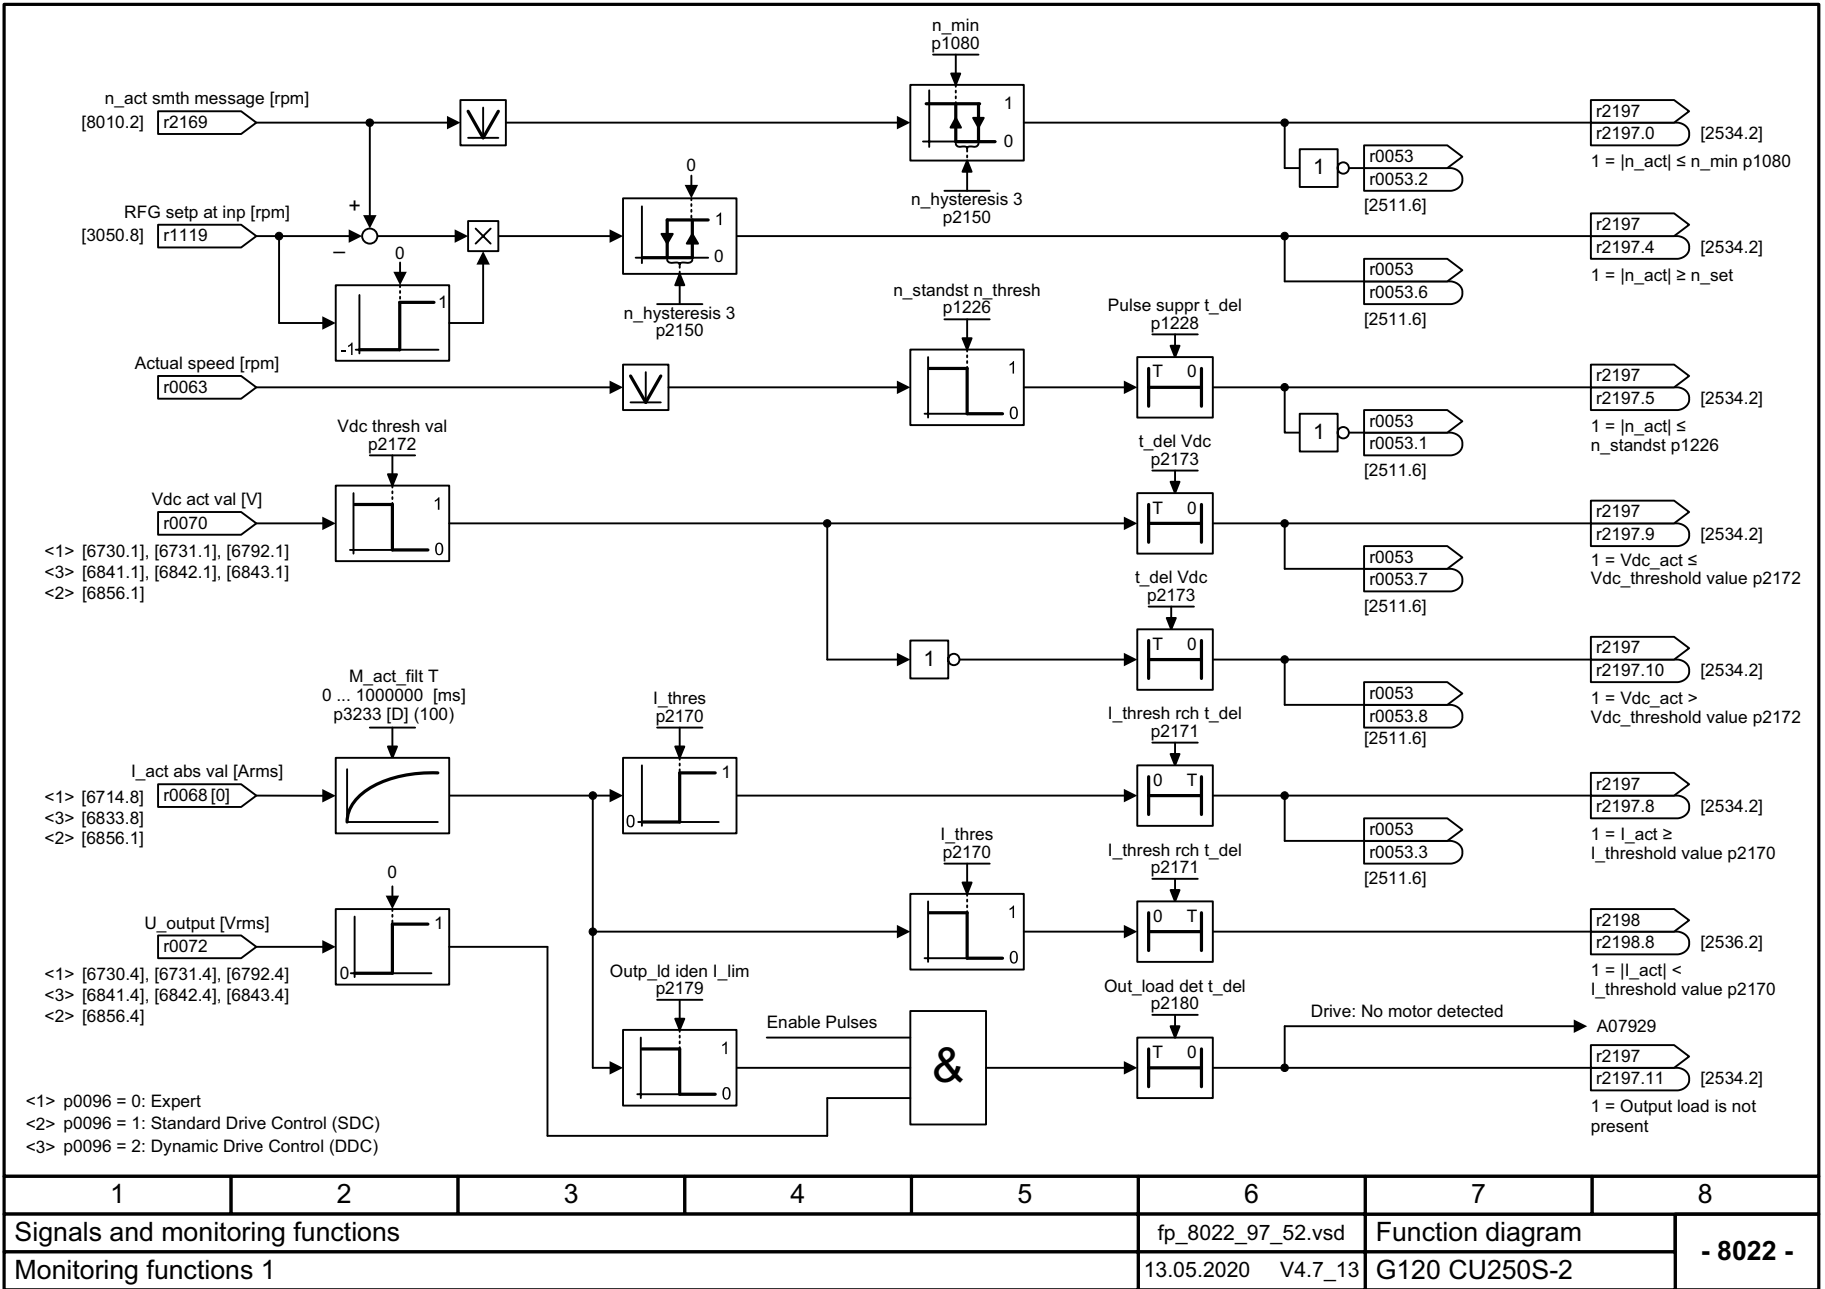 n_min
p1080
n_act smth message [rpm]
[8010.2] r2169
1
0
n_hysteresis 3
p2150
r2197
r2197.0 [2534.2]
1 = |n_act| ≤ n_min p1080
1
r0053
r0053.2
[2511.6]
RFG setp at inp [rpm]
[3050.8] r1119
+
–
0
1
-1
0
1
0
n_hysteresis 3
p2150
r2197
r2197.4 [2534.2]
1 = |n_act| ≥ n_set
r0053
r0053.6
[2511.6]
Actual speed [rpm]
r0063
n_standst n_thresh
p1226
1
0
Pulse suppr t_del
p1228
T 0
r2197
r2197.5 [2534.2]
1 = |n_act| ≤
n_standst p1226
1
r0053
r0053.1
[2511.6]
Vdc thresh val
p2172
Vdc act val [V]
r0070
1
0
<1> [6730.1], [6731.1], [6792.1]
<3> [6841.1], [6842.1], [6843.1]
<2> [6856.1]
t_del Vdc
p2173
T 0
r2197
r2197.9 [2534.2]
1 = Vdc_act ≤
Vdc_threshold value p2172
r0053
r0053.7
[2511.6]
t_del Vdc
p2173
1
T 0
r2197
r2197.10 [2534.2]
1 = Vdc_act >
Vdc_threshold value p2172
r0053
r0053.8
[2511.6]
M_act_filt T
0 ... 1000000 [ms]
p3233 [D] (100)
I_act abs val [Arms]
r0068 [0]
<1> [6714.8]
<3> [6833.8]
<2> [6856.1]
I_thres
p2170
1
0
I_thresh rch t_del
p2171
0 T
r2197
r2197.8 [2534.2]
1 = I_act ≥
I_threshold value p2170
r0053
r0053.3
[2511.6]
I_thres
p2170
1
0
I_thresh rch t_del
p2171
0 T
r2198
r2198.8 [2536.2]
1 = |I_act| <
I_threshold value p2170
U_output [Vrms]
r0072
0
1
0
<1> [6730.4], [6731.4], [6792.4]
<3> [6841.4], [6842.4], [6843.4]
<2> [6856.4]
Outp_ld iden I_lim
p2179
1
0
Enable Pulses
&
Out_load det t_del
p2180
T 0
Drive: No motor detected
A07929
r2197
r2197.11 [2534.2]
1 = Output load is not
present
<1> p0096 = 0: Expert
<2> p0096 = 1: Standard Drive Control (SDC)
<3> p0096 = 2: Dynamic Drive Control (DDC)
1 2 3 4 5 6 7 8
Signals and monitoring functions fp_8022_97_52.vsd Function diagram - 8022 -
Monitoring functions 1 13.05.2020 V4.7_13 G120 CU250S-2